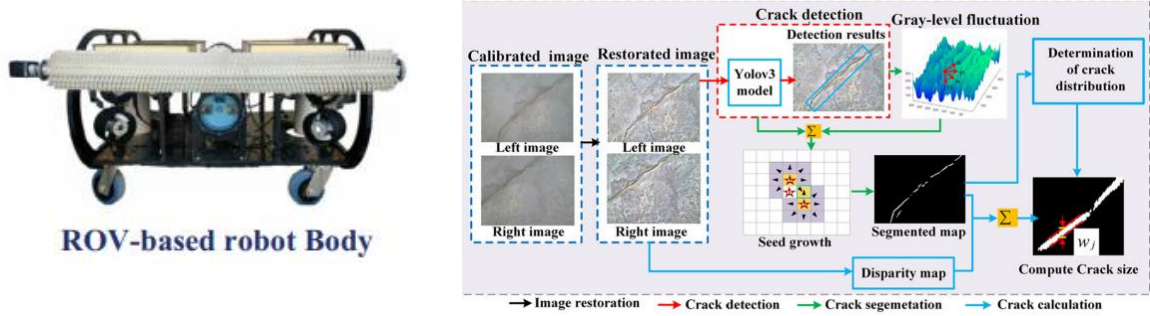 ROV-based robot Body
Crack detection
Gray-level fluctuation
Calibrated image
Restorated image
Detection results
Yolov3
model
Determination
of crack
distribution
Σ
Left image
Left image
Right image
Right image
Seed growth
Segmented map
Σ
w_j
Disparity map
Compute Crack size
Image restoration
Crack detection
Crack segmetation
Crack calculation